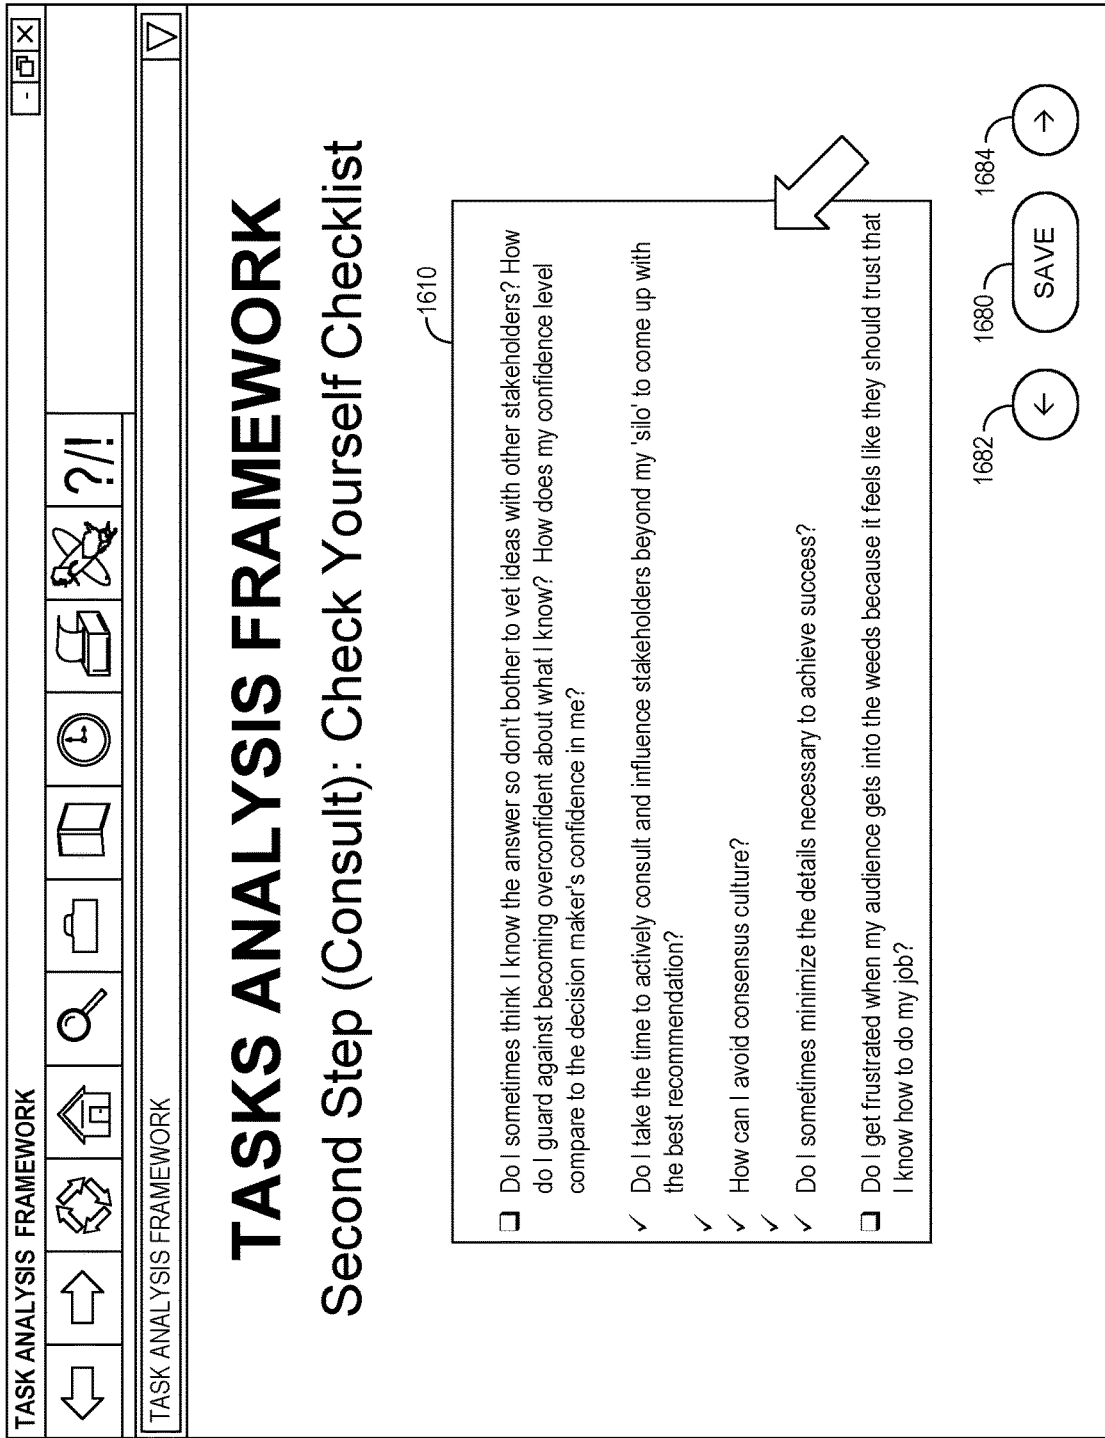 TASK ANALYSIS FRAMEWORK
- X
?/!
TASK ANALYSIS FRAMEWORK
TASKS ANALYSIS FRAMEWORK
Second Step (Consult): Check Yourself Checklist
1610
❑ Do I sometimes think I know the answer so don't bother to vet ideas with other stakeholders? How
do I guard against becoming overconfident about what I know? How does my confidence level
compare to the decision maker's confidence in me?
✓ Do I take the time to actively consult and influence stakeholders beyond my 'silo' to come up with
the best recommendation?
✓
✓ How can I avoid consensus culture?
✓
✓ Do I sometimes minimize the details necessary to achieve success?
❑ Do I get frustrated when my audience gets into the weeds because it feels like they should trust that
I know how to do my job?
1682
1680
1684
← SAVE →